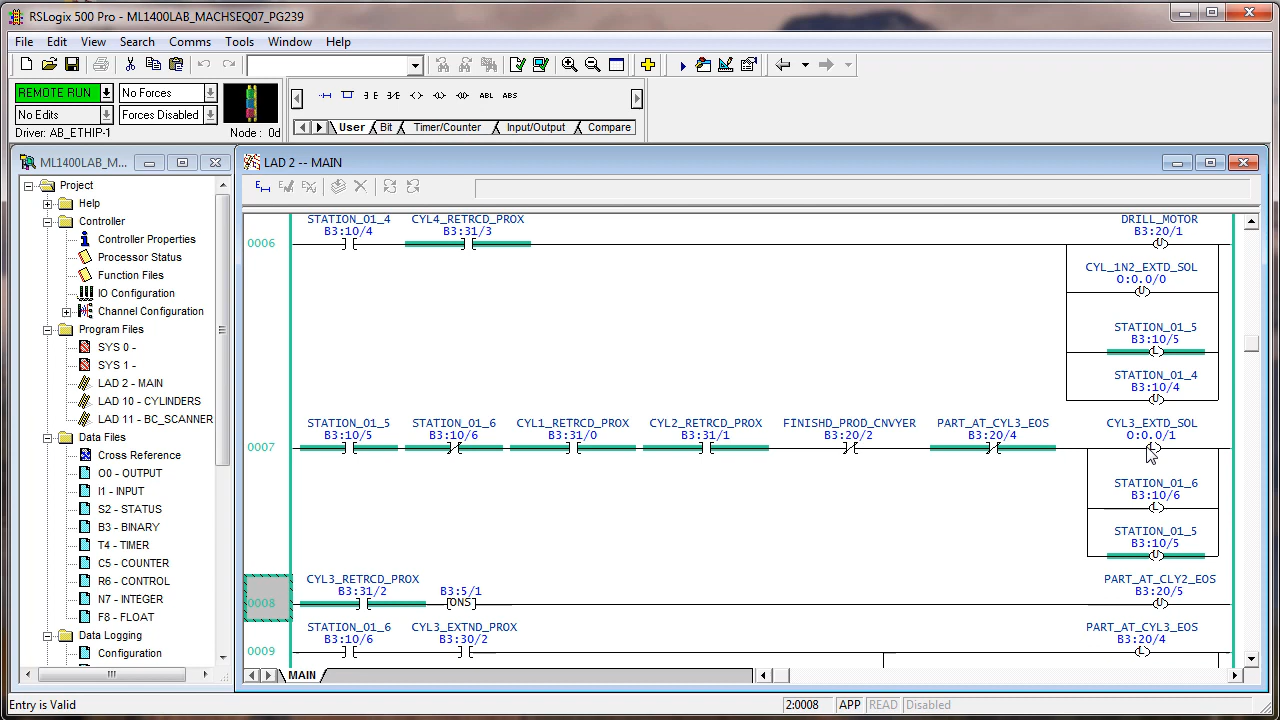 RSLogix 500 Pro - ML1400LAB_MACHSEQ07_PG239
File Edit View Search Comms Tools Window Help
REMOTE RUN No Forces
No Edits Forces Disabled
Driver: AB_ETHIP-1 Node : 0d
ABL ABS
User Bit Timer/Counter Input/Output Compare
ML1400LAB_M...
Project
Help
Controller
Controller Properties
Processor Status
Function Files
IO Configuration
Channel Configuration
Program Files
SYS 0 -
SYS 1 -
LAD 2 - MAIN
LAD 10 - CYLINDERS
LAD 11 - BC_SCANNER
Data Files
Cross Reference
O0 - OUTPUT
I1 - INPUT
S2 - STATUS
B3 - BINARY
T4 - TIMER
C5 - COUNTER
R6 - CONTROL
N7 - INTEGER
F8 - FLOAT
Data Logging
Configuration
LAD 2 -- MAIN
STATION_01_4 CYL4_RETRCD_PROX DRILL_MOTOR
B3:10/4 B3:31/3 B3:20/1
0006 U
CYL_1N2_EXTD_SOL
O:0.0/0
U
STATION_01_5
B3:10/5
L
STATION_01_4
B3:10/4
U
STATION_01_5 STATION_01_6 CYL1_RETRCD_PROX CYL2_RETRCD_PROX FINISHD_PROD_CNVYER PART_AT_CYL3_EOS CYL3_EXTD_SOL
B3:10/5 B3:10/6 B3:31/0 B3:31/1 B3:20/2 B3:20/4 O:0.0/1
0007 L
STATION_01_6
B3:10/6
L
STATION_01_5
B3:10/5
U
CYL3_RETRCD_PROX PART_AT_CLY2_EOS
B3:31/2 B3:5/1 B3:20/5
0008 ONS U
STATION_01_6 CYL3_EXTND_PROX PART_AT_CYL3_EOS
B3:10/6 B3:30/2 B3:20/4
0009 L
MAIN
Entry is Valid 2:0008 APP READ Disabled